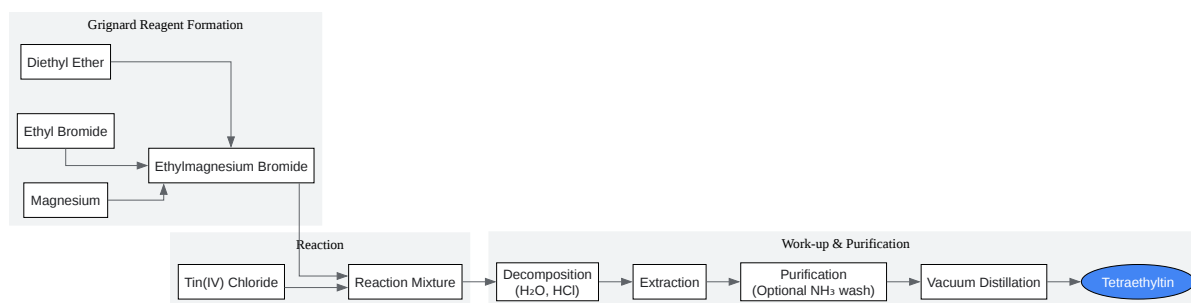 Grignard Reagent Formation
Diethyl Ether
Ethyl Bromide
Ethylmagnesium Bromide
Magnesium
Reaction
Tin(IV) Chloride
Reaction Mixture
Work-up & Purification
Decomposition
(H₂O, HCl)
Extraction
Purification
(Optional NH₃ wash)
Vacuum Distillation
Tetraethyltin